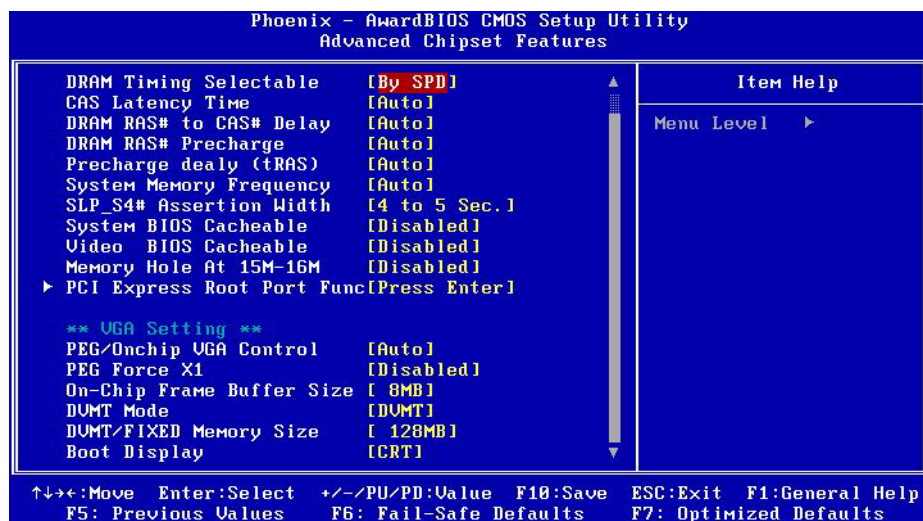 Phoenix - AwardBIOS CMOS Setup Utility
Advanced Chipset Features
DRAM Timing Selectable [By SPD]
CAS Latency Time [Auto]
DRAM RAS# to CAS# Delay [Auto]
DRAM RAS# Precharge [Auto]
Precharge dealy (tRAS) [Auto]
System Memory Frequency [Auto]
SLP_S4# Assertion Width [4 to 5 Sec.]
System BIOS Cacheable [Disabled]
Video BIOS Cacheable [Disabled]
Memory Hole At 15M-16M [Disabled]
► PCI Express Root Port Func[Press Enter]
** VGA Setting **
PEG/Onchip VGA Control [Auto]
PEG Force X1 [Disabled]
On-Chip Frame Buffer Size [ 8MB]
DVMT Mode [DVMT]
DVMT/FIXED Memory Size [ 128MB]
Boot Display [CRT]
Item Help
Menu Level ►
↑↓→←:Move Enter:Select +/-/PU/PD:Value F10:Save ESC:Exit F1:General Help
F5: Previous Values F6: Fail-Safe Defaults F7: Optimized Defaults